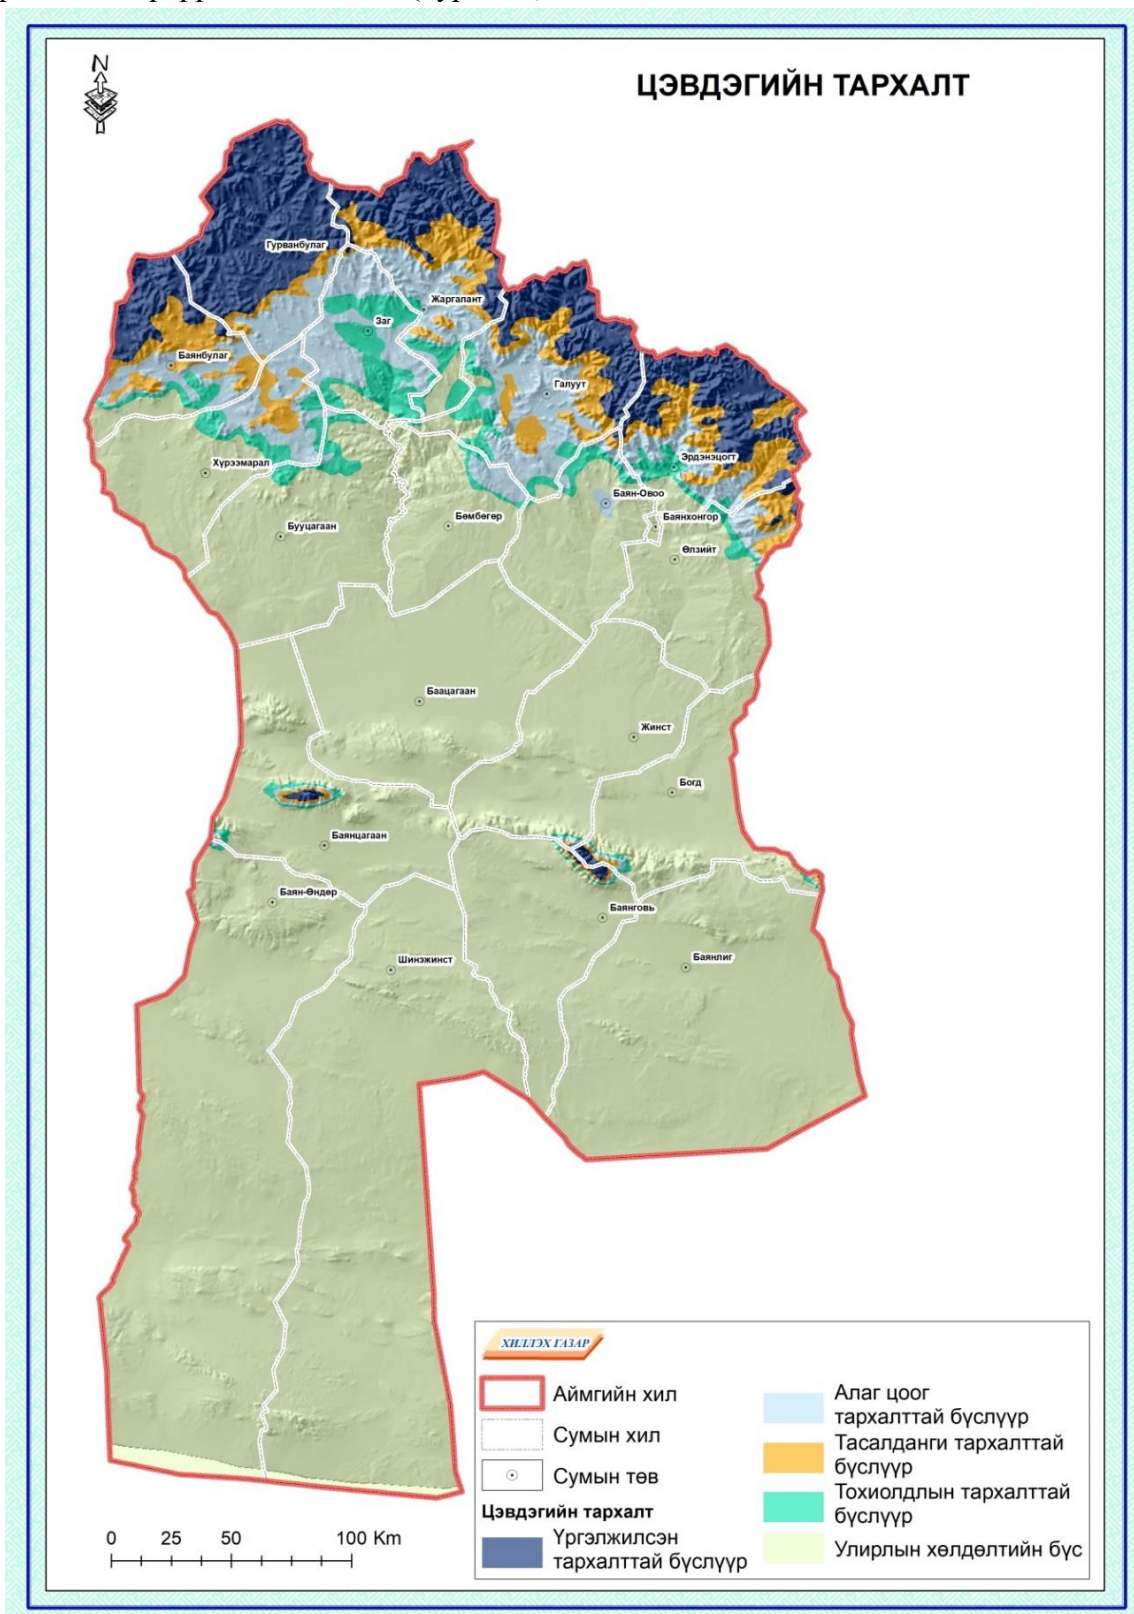 N
ЦЭВДЭГИЙН ТАРХАЛТ
Гурванбулаг
Жаргалант
Заг
Баянбулаг
Галуут
Эрдэнэцогт
Хүрээмарал
Баян-Овоо
Бөмбөгөр
Баянхонгор
Бууцагаан
Өлзийт
Баацагаан
Жинст
Богд
Баянцагаан
Баян-Өндөр
Баянговь
Шинэжинст
Баянлиг
ХИЛЛЭХ ГАЗАР
Аймгийн хил
Сумын хил
Сумын төв
Цэвдэгийн тархалт
Үргэлжилсэн
тархалттай бүслүүр
Алаг цоог
тархалттай бүслүүр
Тасалданги тархалттай
бүслүүр
Тохиолдлын тархалттай
бүслүүр
Улирлын хөлдөлтийн бүс
0 25 50 100 Km